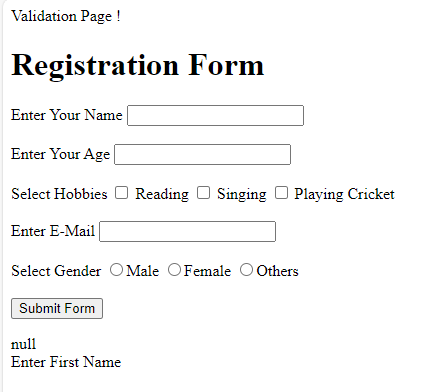 Validation Page !
Registration Form
Enter Your Name
Enter Your Age
Select Hobbies Reading Singing Playing Cricket
Enter E-Mail
Select Gender Male Female Others
Submit Form
null
Enter First Name